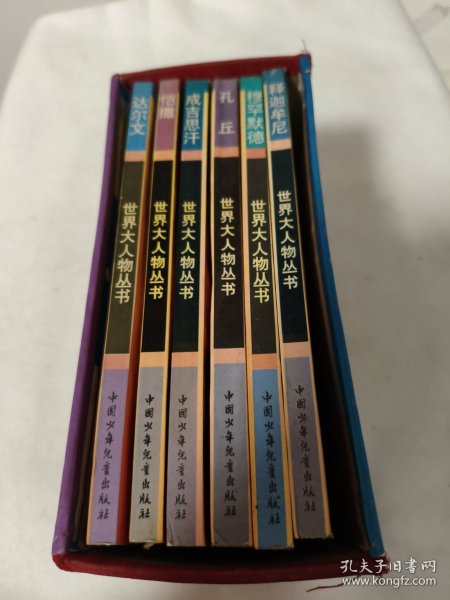 达尔文
世界大人物丛书
中国少年儿童出版社
恺撒
世界大人物丛书
中国少年儿童出版社
成吉思汗
世界大人物丛书
中国少年儿童出版社
孔丘
世界大人物丛书
中国少年儿童出版社
穆罕默德
世界大人物丛书
中国少年儿童出版社
释迦牟尼
世界大人物丛书
中国少年儿童出版社
孔夫子旧书网
www.kongfz.com